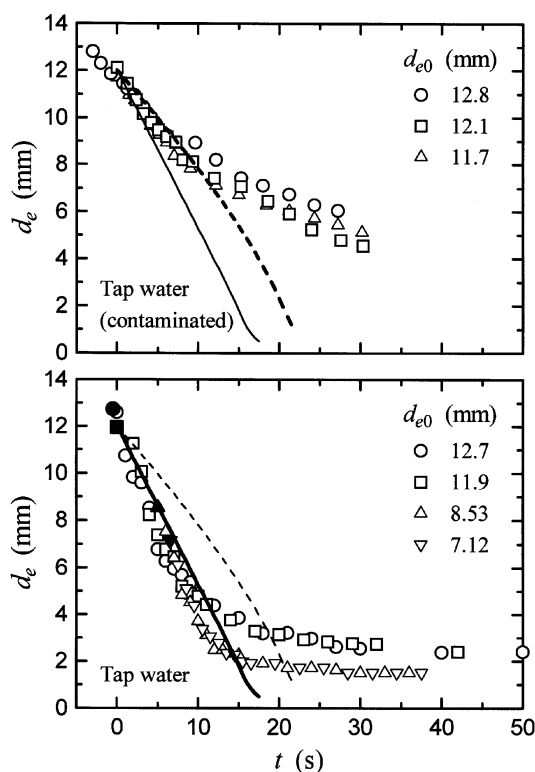 14
12
10
8
6
4
2
0
d_e (mm)
d_e0 (mm)
12.8
12.1
11.7
Tap water
(contaminated)
14
12
10
8
6
4
2
0
d_e (mm)
d_e0 (mm)
12.7
11.9
8.53
7.12
Tap water
0 10 20 30 40 50
t (s)